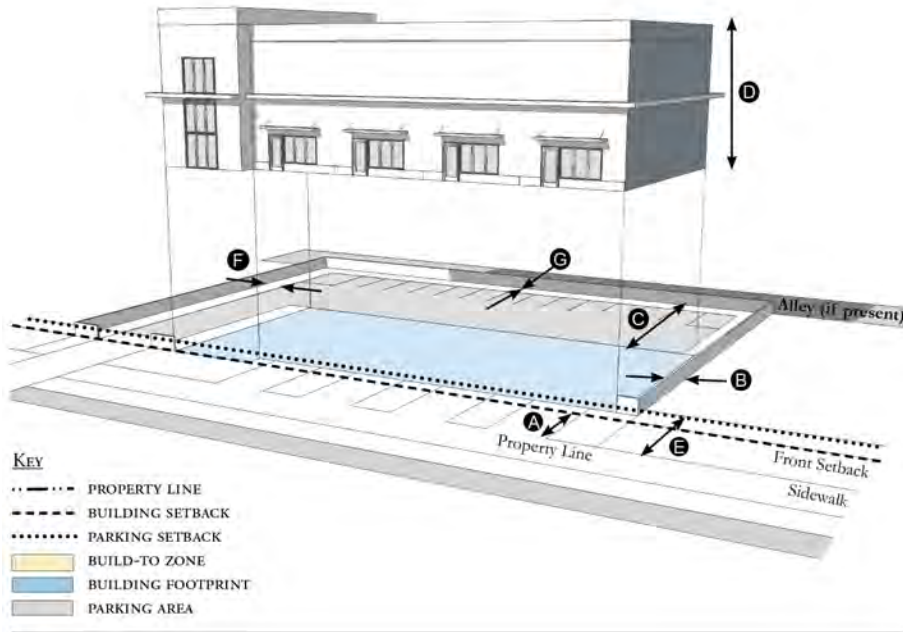 D
F
G
C
Alley (if present)
B
A
E
Property Line
Front Setback
Sidewalk
KEY
PROPERTY LINE
BUILDING SETBACK
PARKING SETBACK
BUILD-TO ZONE
BUILDING FOOTPRINT
PARKING AREA